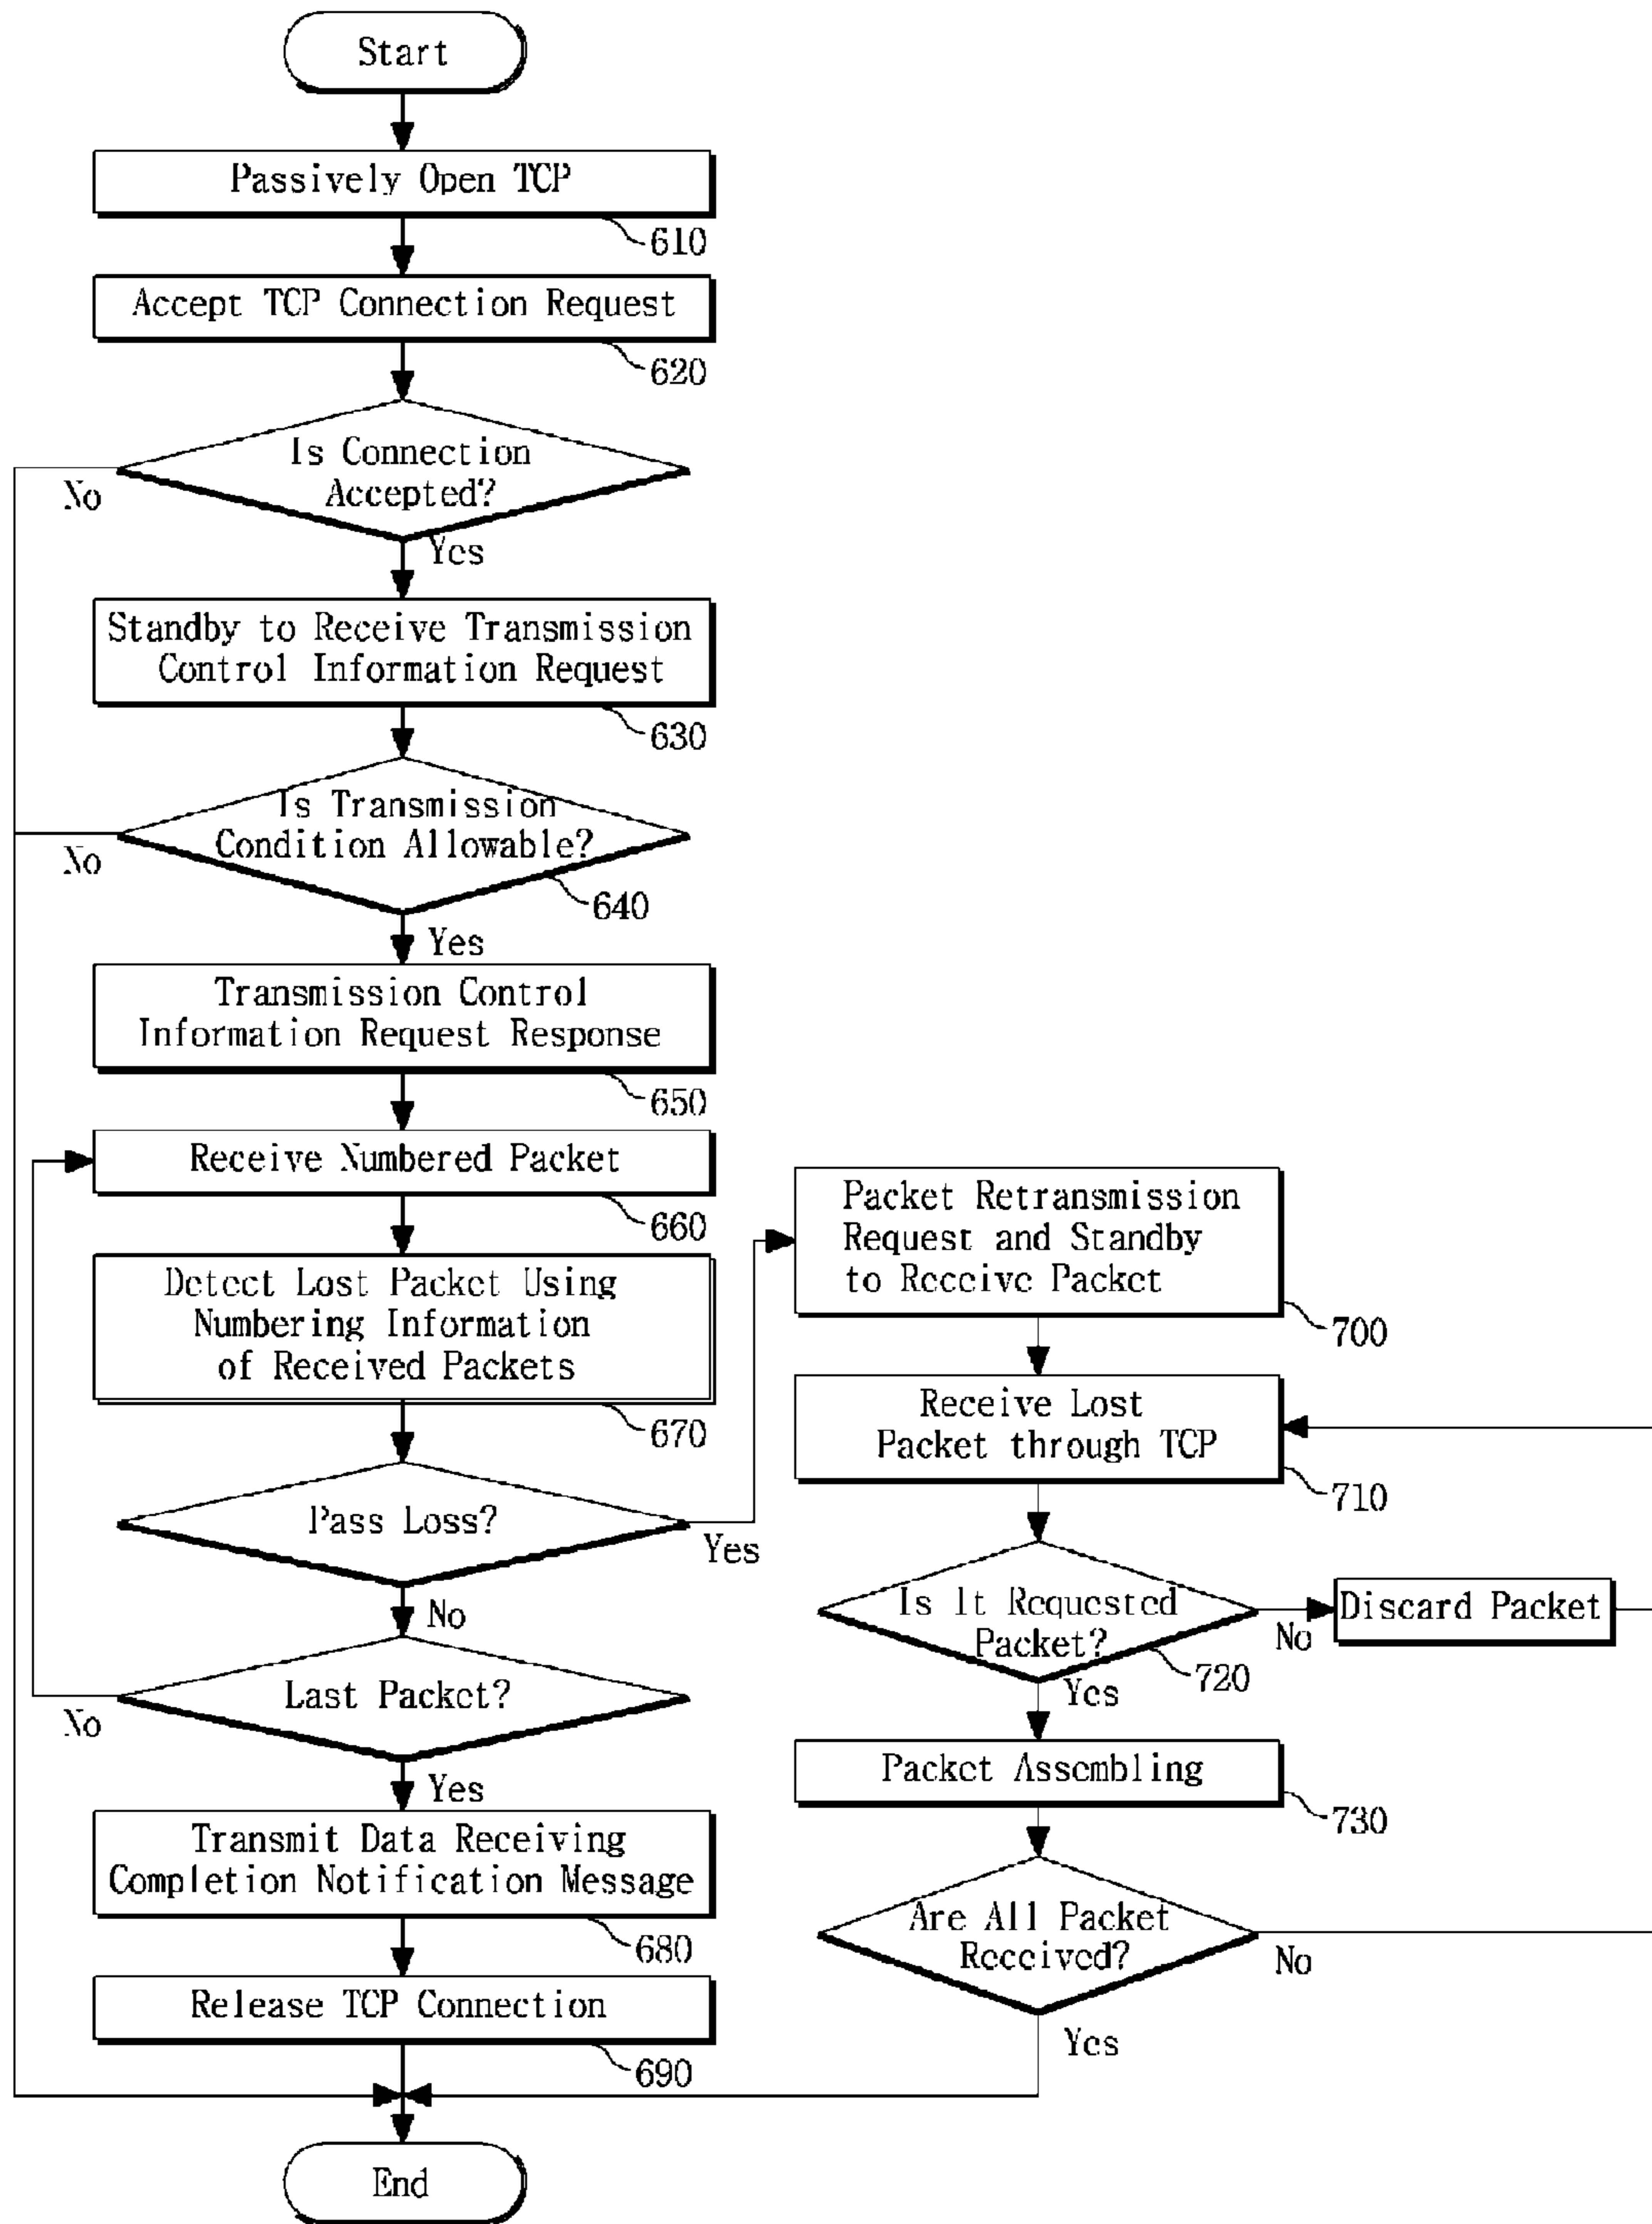 Start
Passively Open TCP
610
Accept TCP Connection Request
620
Is Connection
Accepted?
No
Yes
Standby to Receive Transmission
Control Information Request
630
Is Transmission
Condition Allowable?
No
640
Yes
Transmission Control
Information Request Response
650
Receive Numbered Packet
660
Detect Lost Packet Using
Numbering Information
of Received Packets
670
Pass Loss?
Yes
No
Last Packet?
No
Yes
Transmit Data Receiving
Completion Notification Message
680
Release TCP Connection
690
End
Packet Retransmission
Request and Standby
to Receive Packet
700
Receive Lost
Packet through TCP
710
Is It Requested
Packet?
No
Discard Packet
720
Yes
Packet Assembling
730
Are All Packet
Received?
No
Yes